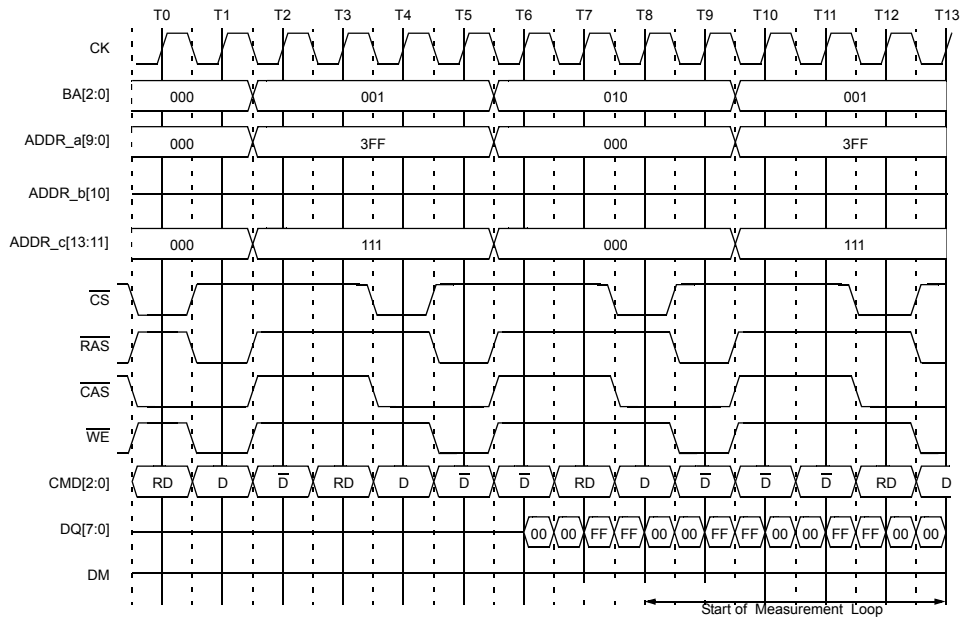 T0 T1 T2 T3 T4 T5 T6 T7 T8 T9 T10 T11 T12 T13
CK
BA[2:0] 000 001 010 001
ADDR_a[9:0] 000 3FF 000 3FF
ADDR_b[10]
ADDR_c[13:11] 000 111 000 111
CS
RAS
CAS
WE
CMD[2:0] RD D D RD D D D RD D D D D RD D
DQ[7:0] 00 00 FF FF 00 00 FF FF 00 00 FF FF 00 00
DM
Start of Measurement Loop